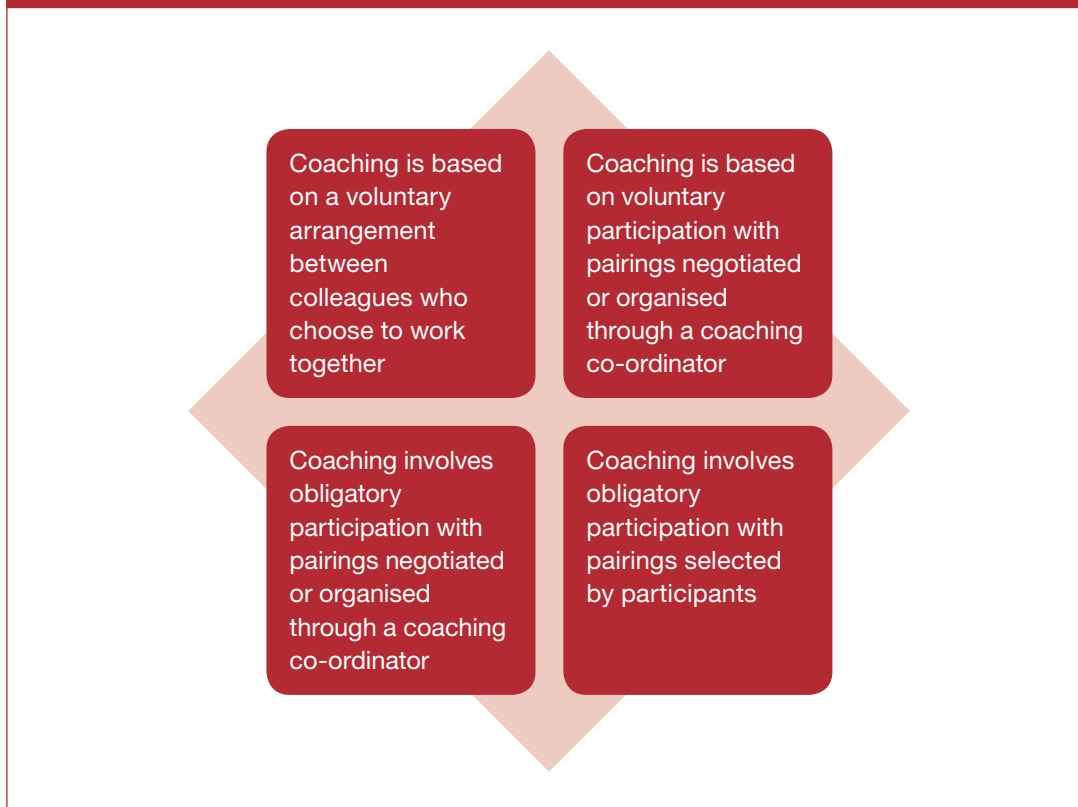 Coaching is based
on a voluntary
arrangement
between
colleagues who
choose to work
together
Coaching is based
on voluntary
participation with
pairings negotiated
or organised
through a coaching
co-ordinator
Coaching involves
obligatory
participation with
pairings negotiated
or organised
through a coaching
co-ordinator
Coaching involves
obligatory
participation with
pairings selected
by participants